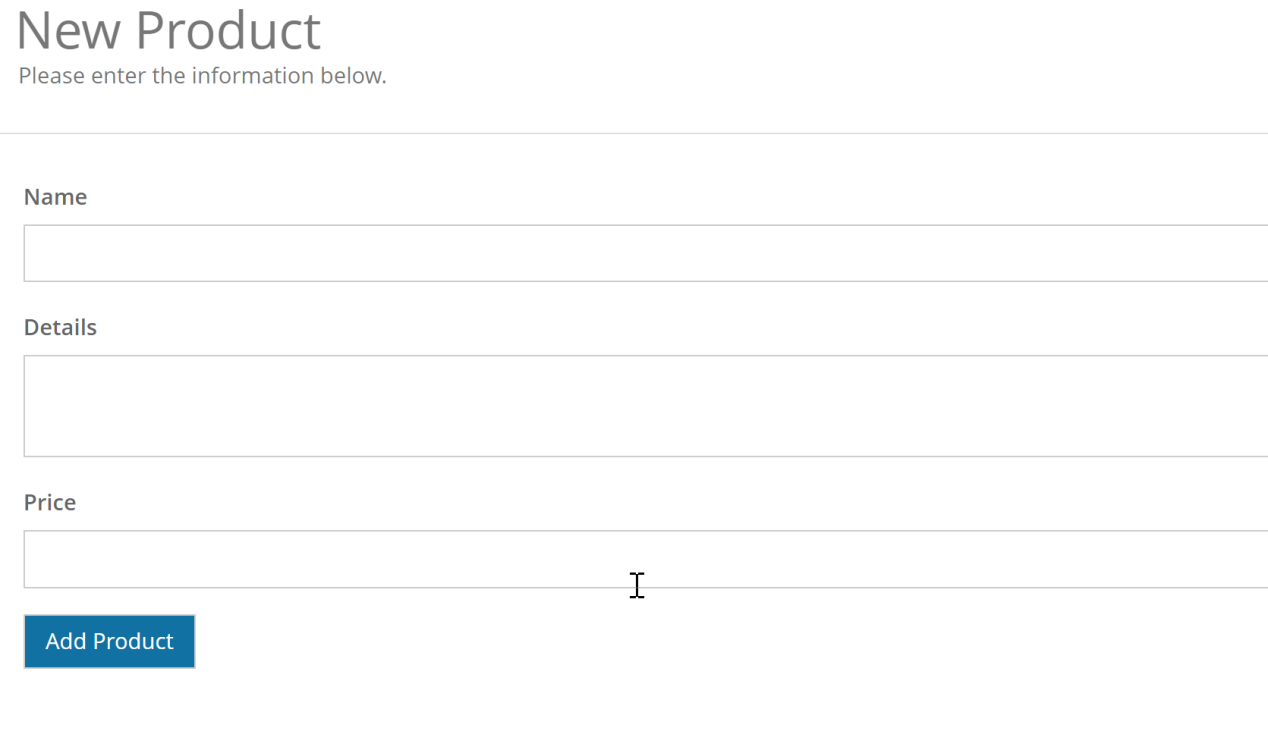 New Product
Please enter the information below.
Name
Details
Price
Add Product